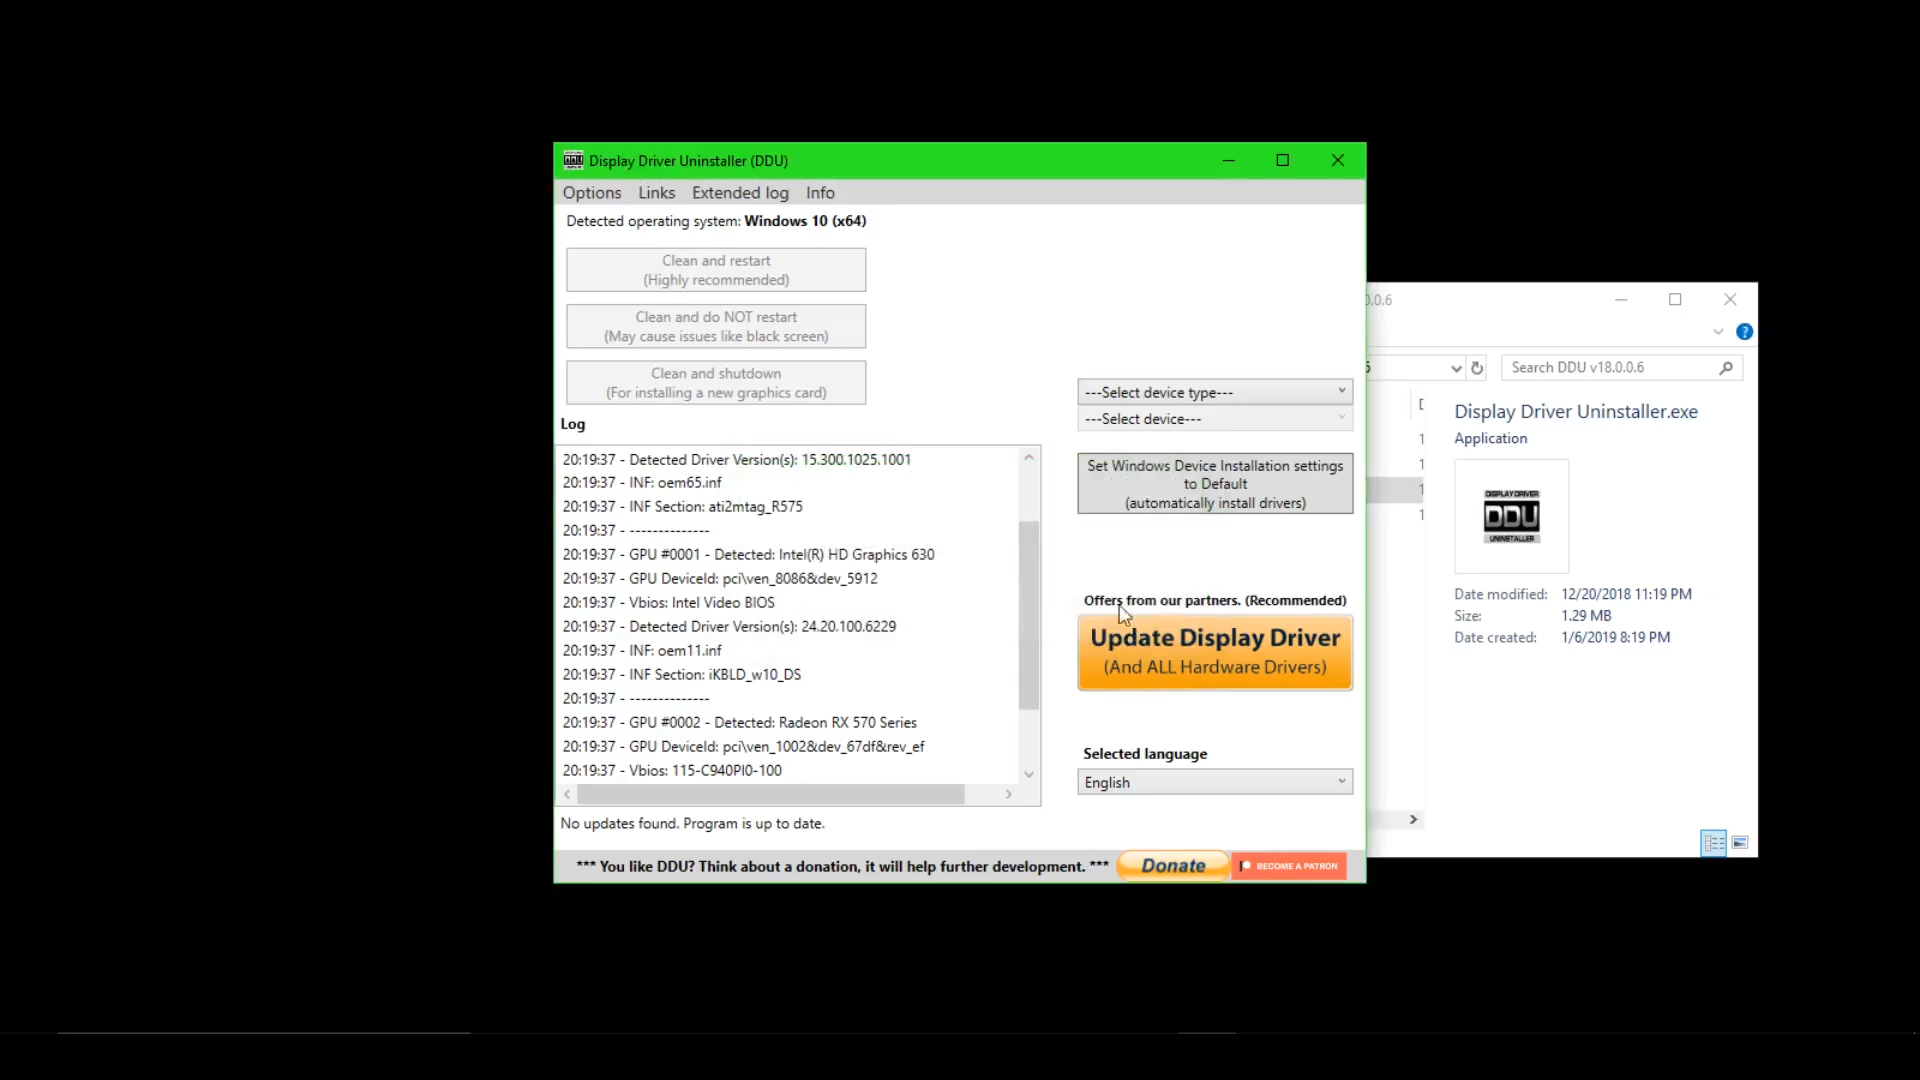 Display Driver Uninstaller (DDU)
Options Links Extended log Info
Detected operating system: Windows 10 (x64)
Clean and restart
(Highly recommended)
Clean and do NOT restart
(May cause issues like black screen)
Clean and shutdown
(For installing a new graphics card)
Log
20:19:37 - Detected Driver Version(s): 15.300.1025.1001
20:19:37 - INF: oem65.inf
20:19:37 - INF Section: ati2mtag_R575
20:19:37 - --------------
20:19:37 - GPU #0001 - Detected: Intel(R) HD Graphics 630
20:19:37 - GPU DeviceId: pci\ven_8086&dev_5912
20:19:37 - Vbios: Intel Video BIOS
20:19:37 - Detected Driver Version(s): 24.20.100.6229
20:19:37 - INF: oem11.inf
20:19:37 - INF Section: iKBLD_w10_DS
20:19:37 - --------------
20:19:37 - GPU #0002 - Detected: Radeon RX 570 Series
20:19:37 - GPU DeviceId: pci\ven_1002&dev_67df&rev_ef
20:19:37 - Vbios: 115-C940PI0-100
No updates found. Program is up to date.
---Select device type---
---Select device---
Set Windows Device Installation settings
to Default
(automatically install drivers)
Offers from our partners. (Recommended)
Update Display Driver
(And ALL Hardware Drivers)
Selected language
English
*** You like DDU? Think about a donation, it will help further development. ***
Donate
BECOME A PATRON
.0.6
Search DDU v18.0.0.6
Display Driver Uninstaller.exe
Application
DISPLAY DRIVER
DDU
UNINSTALLER
Date modified: 12/20/2018 11:19 PM
Size: 1.29 MB
Date created: 1/6/2019 8:19 PM